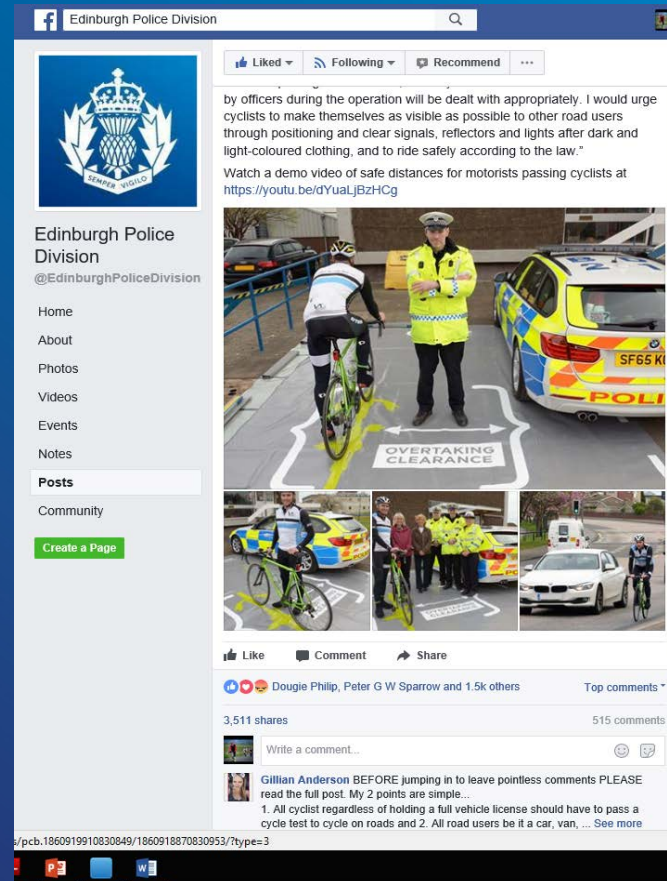 Edinburgh Police Division
Liked
Following
Recommend
SEMPER VIGILO
Edinburgh Police
Division
@EdinburghPoliceDivision
Home
About
Photos
Videos
Events
Notes
Posts
Community
Create a Page
by officers during the operation will be dealt with appropriately. I would urge
cyclists to make themselves as visible as possible to other road users
through positioning and clear signals, reflectors and lights after dark and
light-coloured clothing, and to ride safely according to the law.”
Watch a demo video of safe distances for motorists passing cyclists at
https://youtu.be/dYuaLjBzHCg
SF65 K
POLI
OVERTAKING
CLEARANCE
OVERTAKING
CLEARANCE
Like
Comment
Share
Dougie Philip, Peter G W Sparrow and 1.5k others
Top comments
3,511 shares
515 comments
Write a comment...
Gillian Anderson BEFORE jumping in to leave pointless comments PLEASE
read the full post. My 2 points are simple...
1. All cyclist regardless of holding a full vehicle license should have to pass a
cycle test to cycle on roads and 2. All road users be it a car, van, ... See more
s/pcb.1860919910830849/1860918870830953/?type=3